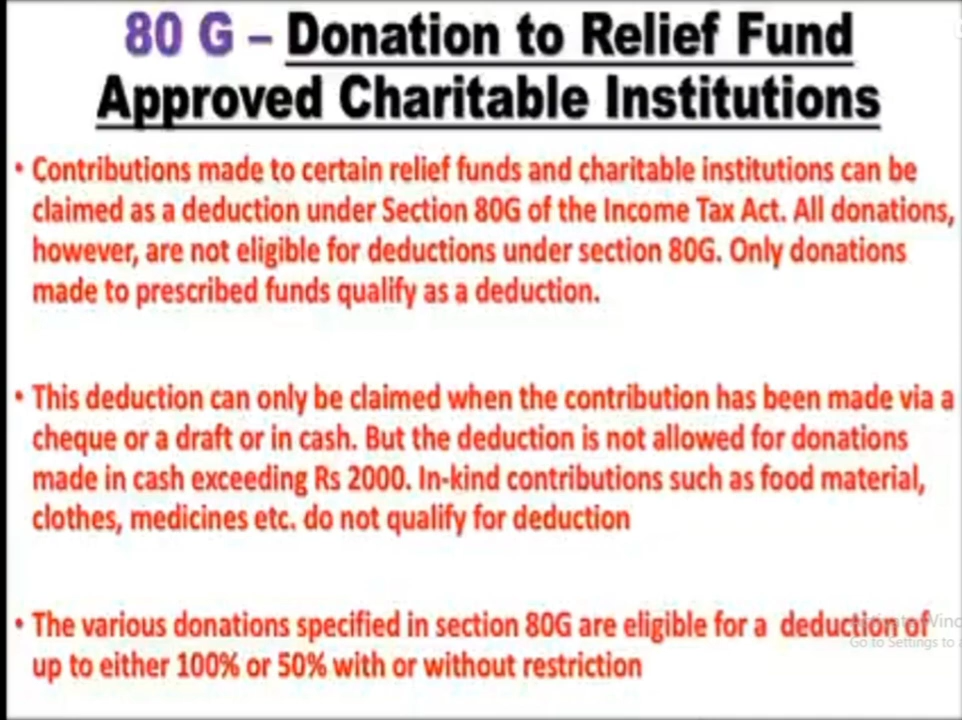 80 G – Donation to Relief Fund
Approved Charitable Institutions
• Contributions made to certain relief funds and charitable institutions can be
claimed as a deduction under Section 80G of the Income Tax Act. All donations,
however, are not eligible for deductions under section 80G. Only donations
made to prescribed funds qualify as a deduction.
• This deduction can only be claimed when the contribution has been made via a
cheque or a draft or in cash. But the deduction is not allowed for donations
made in cash exceeding Rs 2000. In-kind contributions such as food material,
clothes, medicines etc. do not qualify for deduction
• The various donations specified in section 80G are eligible for a deduction of
up to either 100% or 50% with or without restriction
Go to Settings to